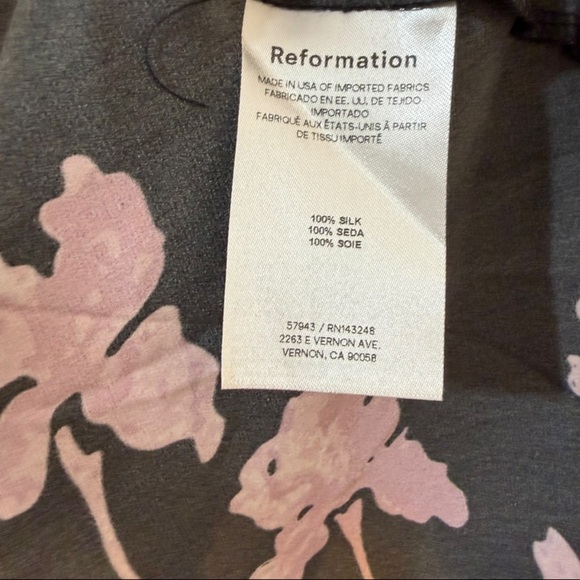 Reformation
MADE IN USA OF IMPORTED FABRICS
FABRICADO EN EE. UU. DE TEJIDO
IMPORTADO
FABRIQUÉ AUX ÉTATS-UNIS À PARTIR
DE TISSU IMPORTÉ
100% SILK
100% SEDA
100% SOIE
57943 / RN143248
2263 E VERNON AVE.
VERNON, CA 90058